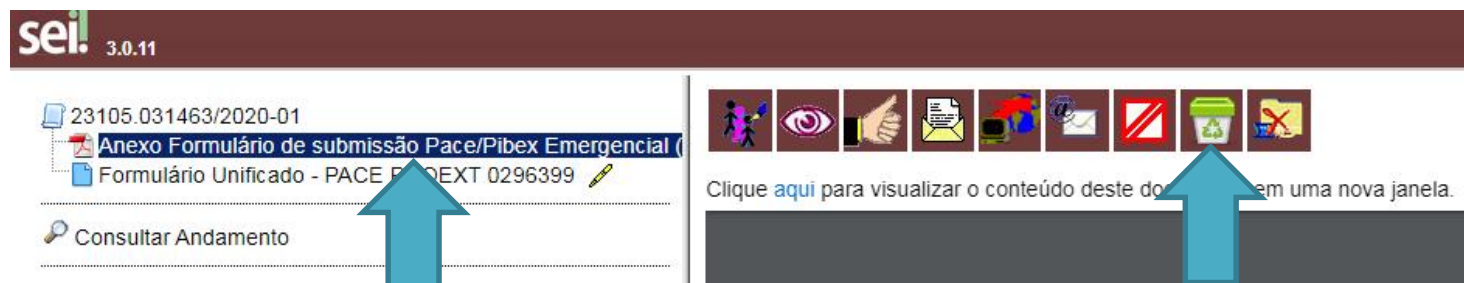 sei! 3.0.11
23105.031463/2020-01
Anexo Formulário de submissão Pace/Pibex Emergencial (
Formulário Unificado - PACE 0296399
Consultar Andamento
Clique aqui para visualizar o conteúdo deste em uma nova janela.